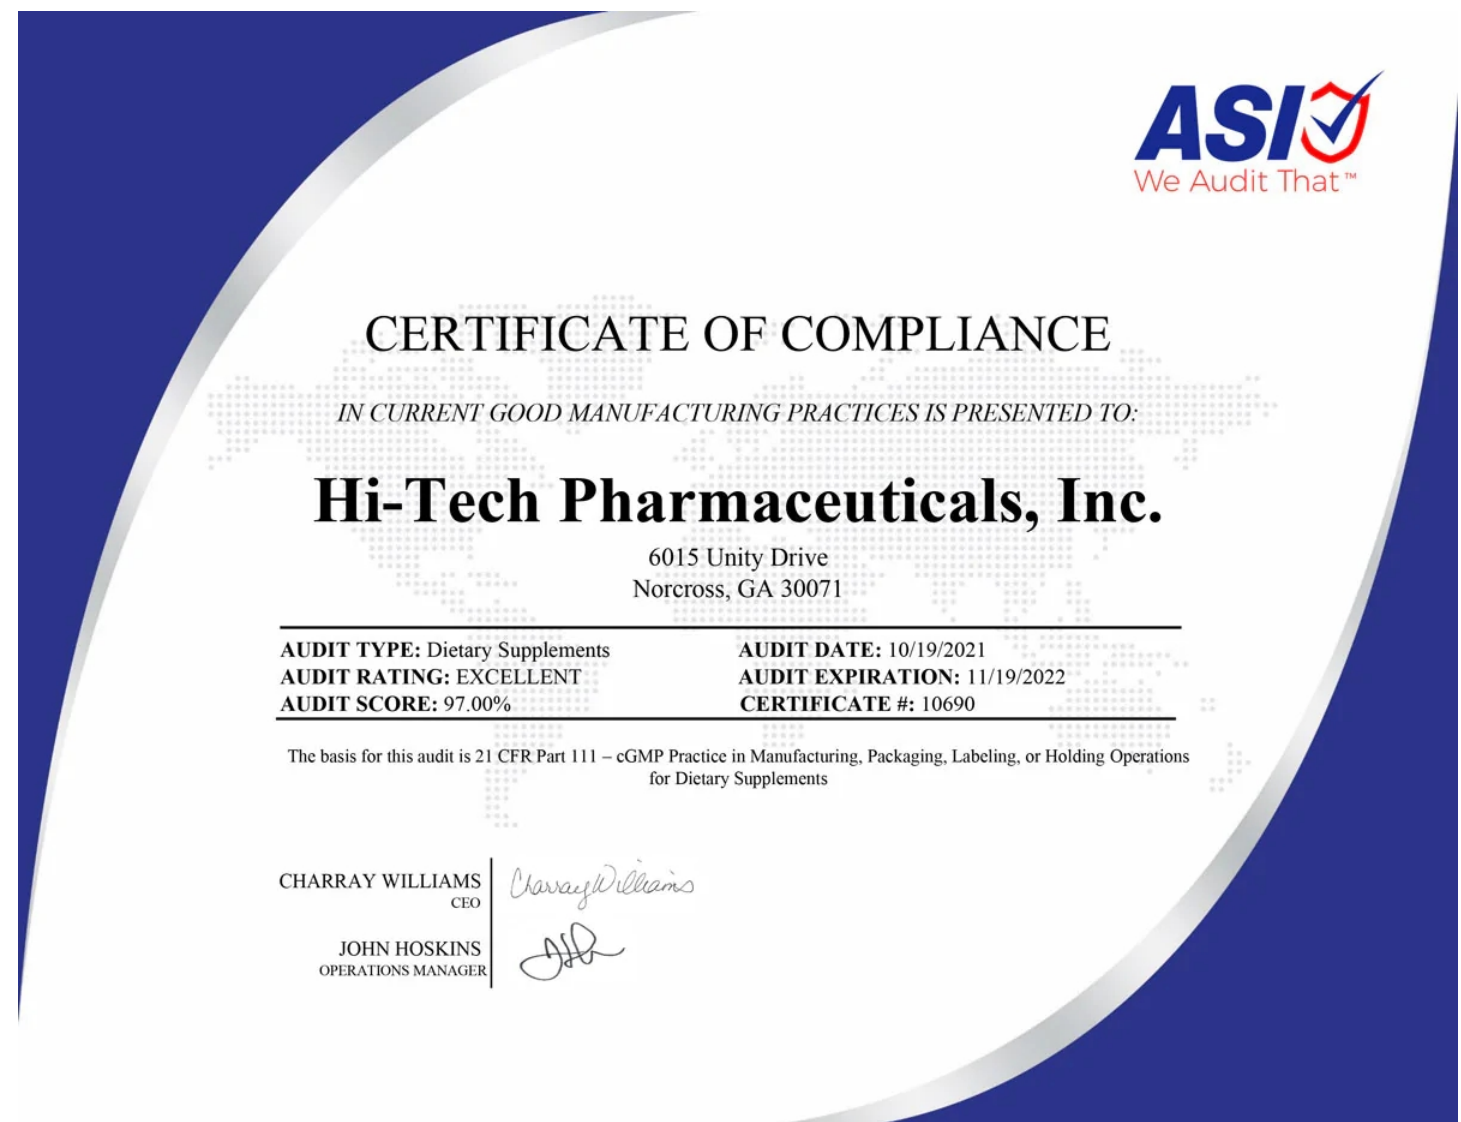 ASI
We Audit That™
CERTIFICATE OF COMPLIANCE
IN CURRENT GOOD MANUFACTURING PRACTICES IS PRESENTED TO:
Hi-Tech Pharmaceuticals, Inc.
6015 Unity Drive
Norcross, GA 30071
AUDIT TYPE: Dietary Supplements
AUDIT RATING: EXCELLENT
AUDIT SCORE: 97.00%
AUDIT DATE: 10/19/2021
AUDIT EXPIRATION: 11/19/2022
CERTIFICATE #: 10690
The basis for this audit is 21 CFR Part 111 – cGMP Practice in Manufacturing, Packaging, Labeling, or Holding Operations
for Dietary Supplements
CHARRAY WILLIAMS
CEO
Charray Williams
JOHN HOSKINS
OPERATIONS MANAGER